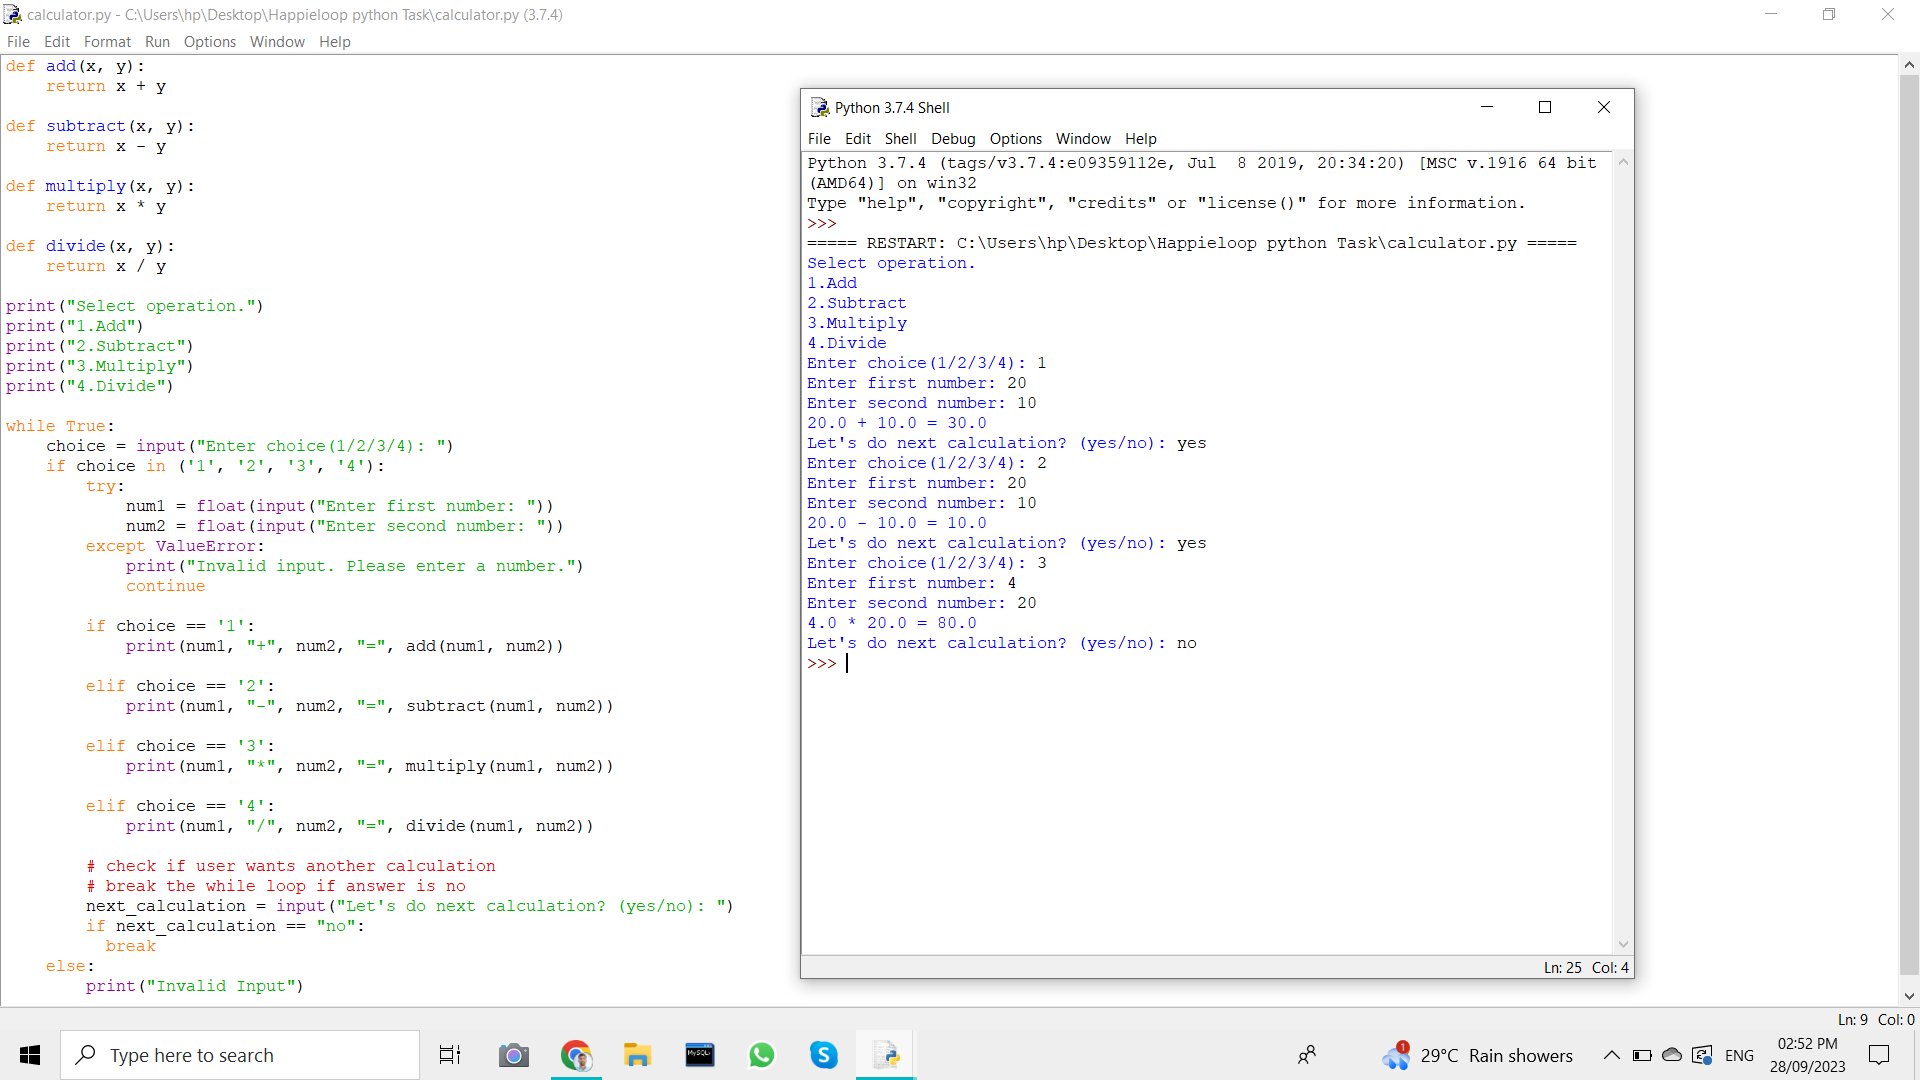 calculator.py - C:\Users\hp\Desktop\Happieloop python Task\calculator.py (3.7.4)
File Edit Format Run Options Window Help
def add(x, y):
    return x + y

def subtract(x, y):
    return x - y

def multiply(x, y):
    return x * y

def divide(x, y):
    return x / y

print("Select operation.")
print("1.Add")
print("2.Subtract")
print("3.Multiply")
print("4.Divide")

while True:
    choice = input("Enter choice(1/2/3/4): ")
    if choice in ('1', '2', '3', '4'):
        try:
            num1 = float(input("Enter first number: "))
            num2 = float(input("Enter second number: "))
        except ValueError:
            print("Invalid input. Please enter a number.")
            continue

        if choice == '1':
            print(num1, "+", num2, "=", add(num1, num2))

        elif choice == '2':
            print(num1, "-", num2, "=", subtract(num1, num2))

        elif choice == '3':
            print(num1, "*", num2, "=", multiply(num1, num2))

        elif choice == '4':
            print(num1, "/", num2, "=", divide(num1, num2))

        # check if user wants another calculation
        # break the while loop if answer is no
        next_calculation = input("Let's do next calculation? (yes/no): ")
        if next_calculation == "no":
          break
    else:
        print("Invalid Input")
Ln: 9 Col: 0
Python 3.7.4 Shell
File Edit Shell Debug Options Window Help
Python 3.7.4 (tags/v3.7.4:e09359112e, Jul  8 2019, 20:34:20) [MSC v.1916 64 bit
(AMD64)] on win32
Type "help", "copyright", "credits" or "license()" for more information.
>>>
===== RESTART: C:\Users\hp\Desktop\Happieloop python Task\calculator.py =====
Select operation.
1.Add
2.Subtract
3.Multiply
4.Divide
Enter choice(1/2/3/4): 1
Enter first number: 20
Enter second number: 10
20.0 + 10.0 = 30.0
Let's do next calculation? (yes/no): yes
Enter choice(1/2/3/4): 2
Enter first number: 20
Enter second number: 10
20.0 - 10.0 = 10.0
Let's do next calculation? (yes/no): yes
Enter choice(1/2/3/4): 3
Enter first number: 4
Enter second number: 20
4.0 * 20.0 = 80.0
Let's do next calculation? (yes/no): no
>>>
Ln: 25 Col: 4
Type here to search
MySQL
1
29°C Rain showers
ENG
02:52 PM
28/09/2023